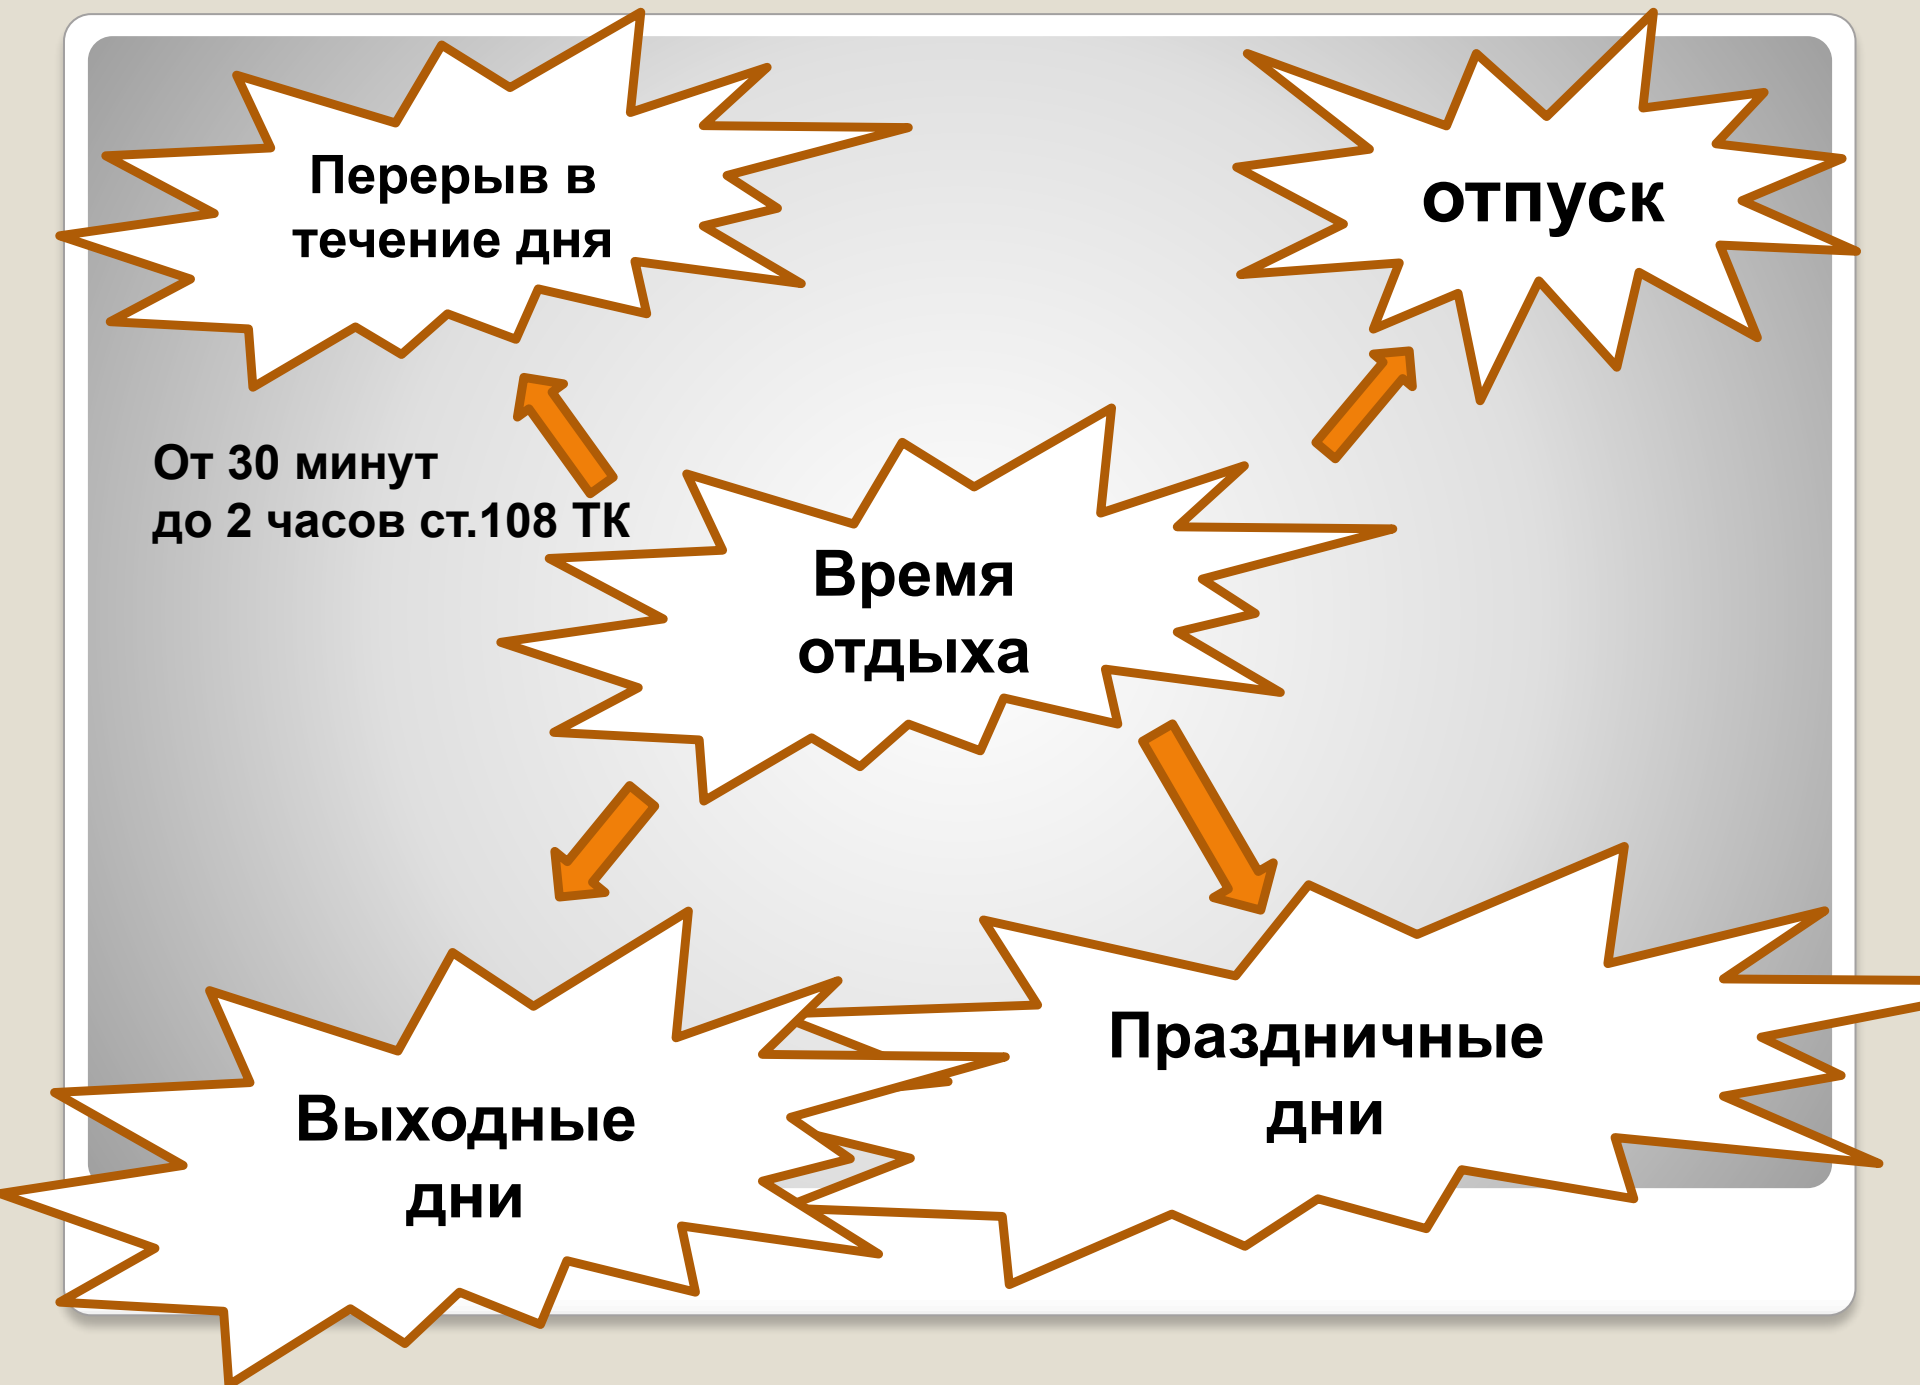 Перерыв в
течение дня
отпуск
От 30 минут
до 2 часов ст.108 ТК
Время
отдыха
Выходные
дни
Праздничные
дни